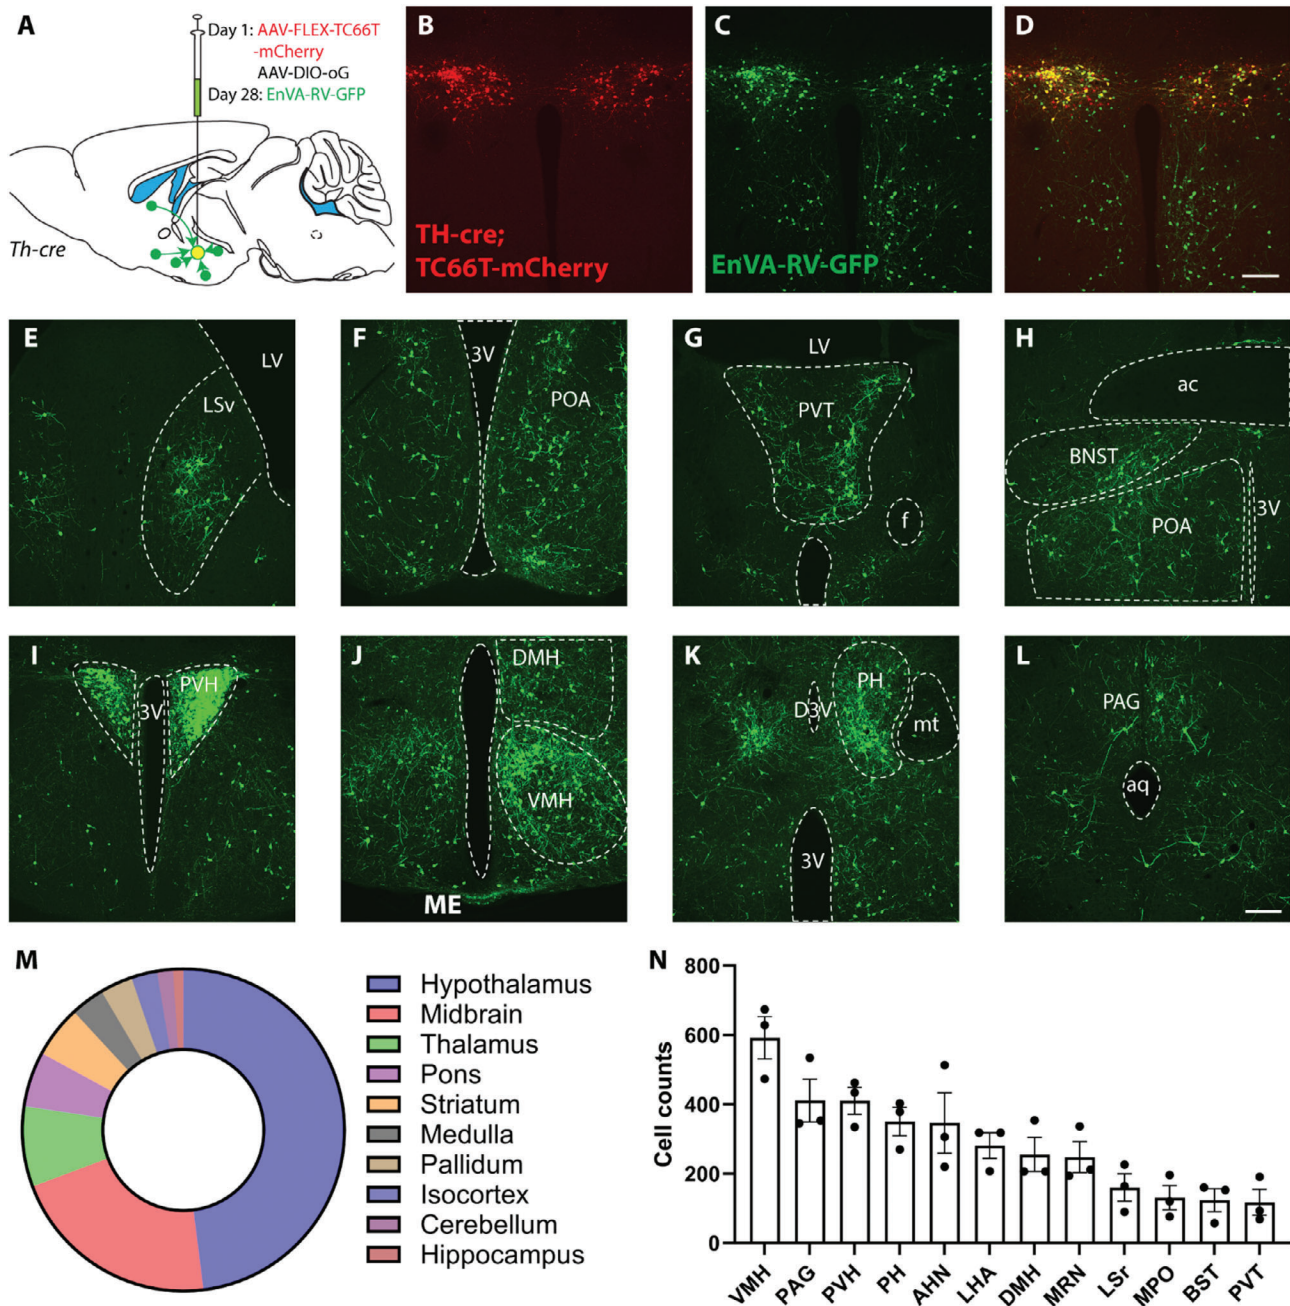 A
Day 1: AAV-FLEX-TC66T
-mCherry
AAV-DIO-oG
Day 28: EnVA-RV-GFP
Th-cre
B
TH-cre;
TC66T-mCherry
C
EnVA-RV-GFP
D
E
LV
LSv
F
3V
POA
G
LV
PVT
f
H
ac
BNST
POA
3V
I
PVH
3V
J
DMH
VMH
ME
K
PH
D3V
mt
3V
L
PAG
aq
M
Hypothalamus
Midbrain
Thalamus
Pons
Striatum
Medulla
Pallidum
Isocortex
Cerebellum
Hippocampus
N
Cell counts
800
600
400
200
0
VMH
PAG
PVH
PH
AHN
LHA
DMH
MRN
LSr
MPO
BST
PVT